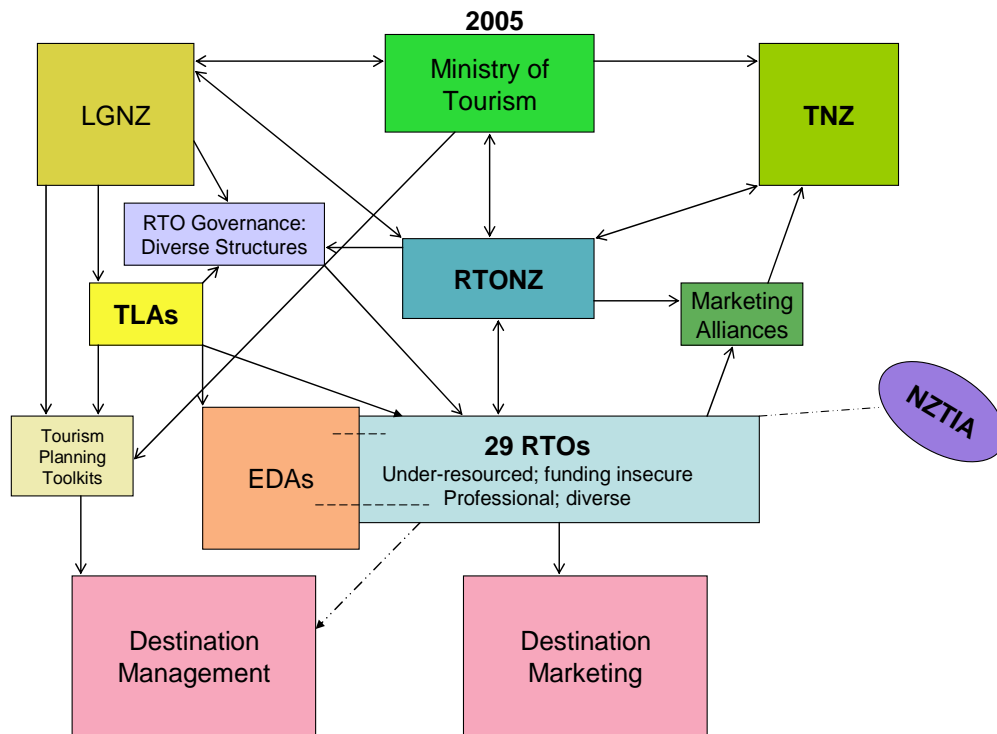 2005
LGNZ
Ministry of
Tourism
TNZ
RTO Governance:
Diverse Structures
RTONZ
TLAs
Marketing
Alliances
NZTIA
Tourism
Planning
Toolkits
EDAs
29 RTOs
Under-resourced; funding insecure
Professional; diverse
Destination
Management
Destination
Marketing